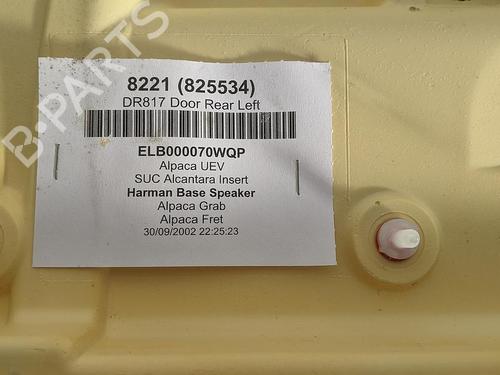 B-PARTS
8221 (825534)
DR817 Door Rear Left
ELB000070WQP
Alpaca UEV
SUC Alcantara Insert
Harman Base Speaker
Alpaca Grab
Alpaca Fret
30/09/2002 22:25:23